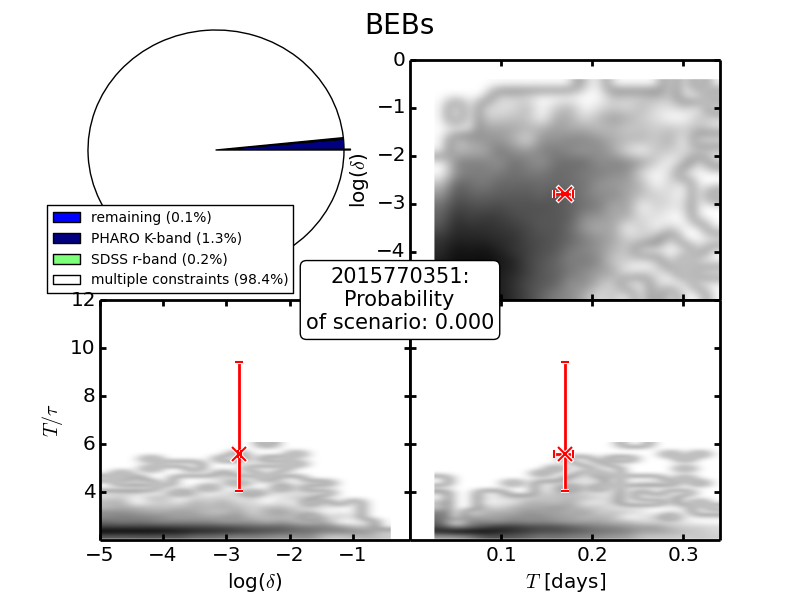 BEBs
remaining (0.1%)
PHARO K-band (1.3%)
SDSS r-band (0.2%)
multiple constraints (98.4%)
0
−1
−2
−3
−4
log(δ)
2015770351:
Probability
of scenario: 0.000
12
10
8
6
4
T/τ
−5 −4 −3 −2 −1
log(δ)
0.1 0.2 0.3
T [days]